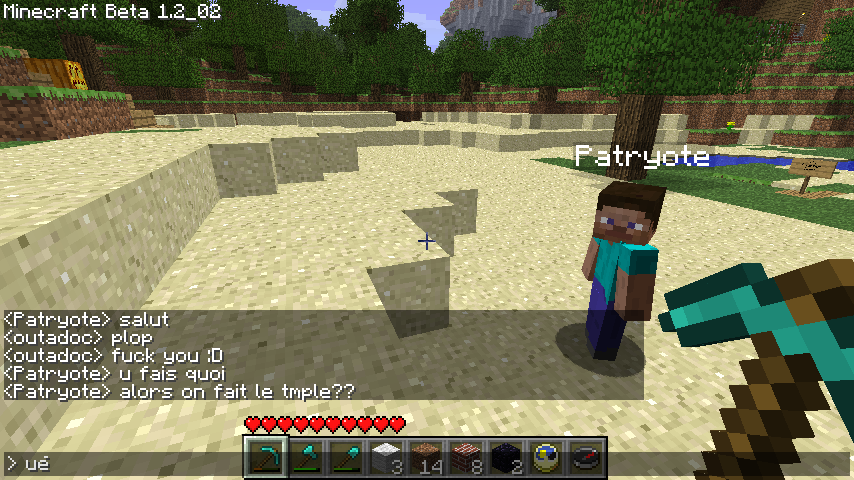 Minecraft Beta 1.2_02
Patryote
<Patryote> salut
<outadoc> plop
<outadoc> fuck you :D
<Patryote> u fais quoi
<Patryote> alors on fait le tmple??
3 14 8 2
> ué